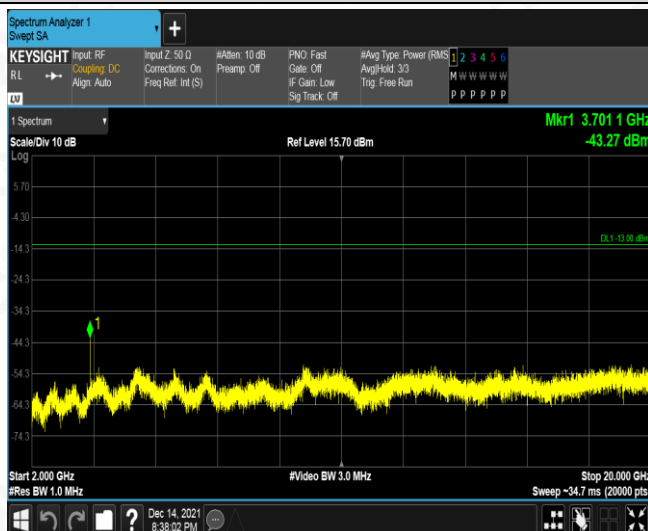 Spectrum Analyzer 1
Swept SA
+
KEYSIGHT
RL
LXI
Input: RF
Coupling: DC
Align: Auto
Input Z: 50 Ω
Corrections: On
Freq Ref: Int (S)
#Atten: 10 dB
Preamp: Off
PNO: Fast
Gate: Off
IF Gain: Low
Sig Track: Off
#Avg Type: Power (RMS
Avg|Hold: 3/3
Trig: Free Run
1 2 3 4 5 6
M W W W W W
P P P P P P
1 Spectrum
Scale/Div 10 dB
Ref Level 15.70 dBm
Mkr1 3.701 1 GHz
-43.27 dBm
Log
5.70
-4.30
DL1 -13.00 dBm
-14.3
-24.3
-34.3
1
-44.3
-54.3
-64.3
-74.3
Start 2.000 GHz
#Res BW 1.0 MHz
#Video BW 3.0 MHz
Stop 20.000 GHz
Sweep ~34.7 ms (20000 pts
?
Dec 14, 2021
8:38:02 PM